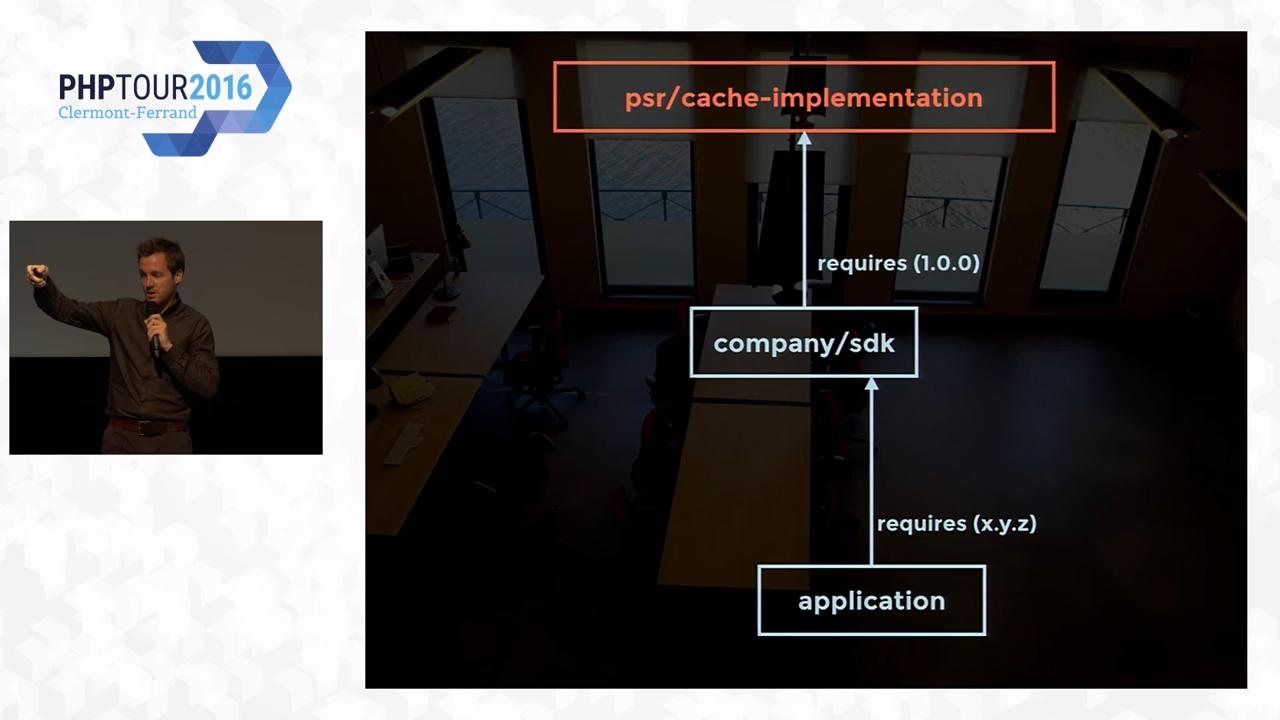 PHPTOUR2016
Clermont-Ferrand
psr/cache-implementation
requires (1.0.0)
company/sdk
requires (x.y.z)
application